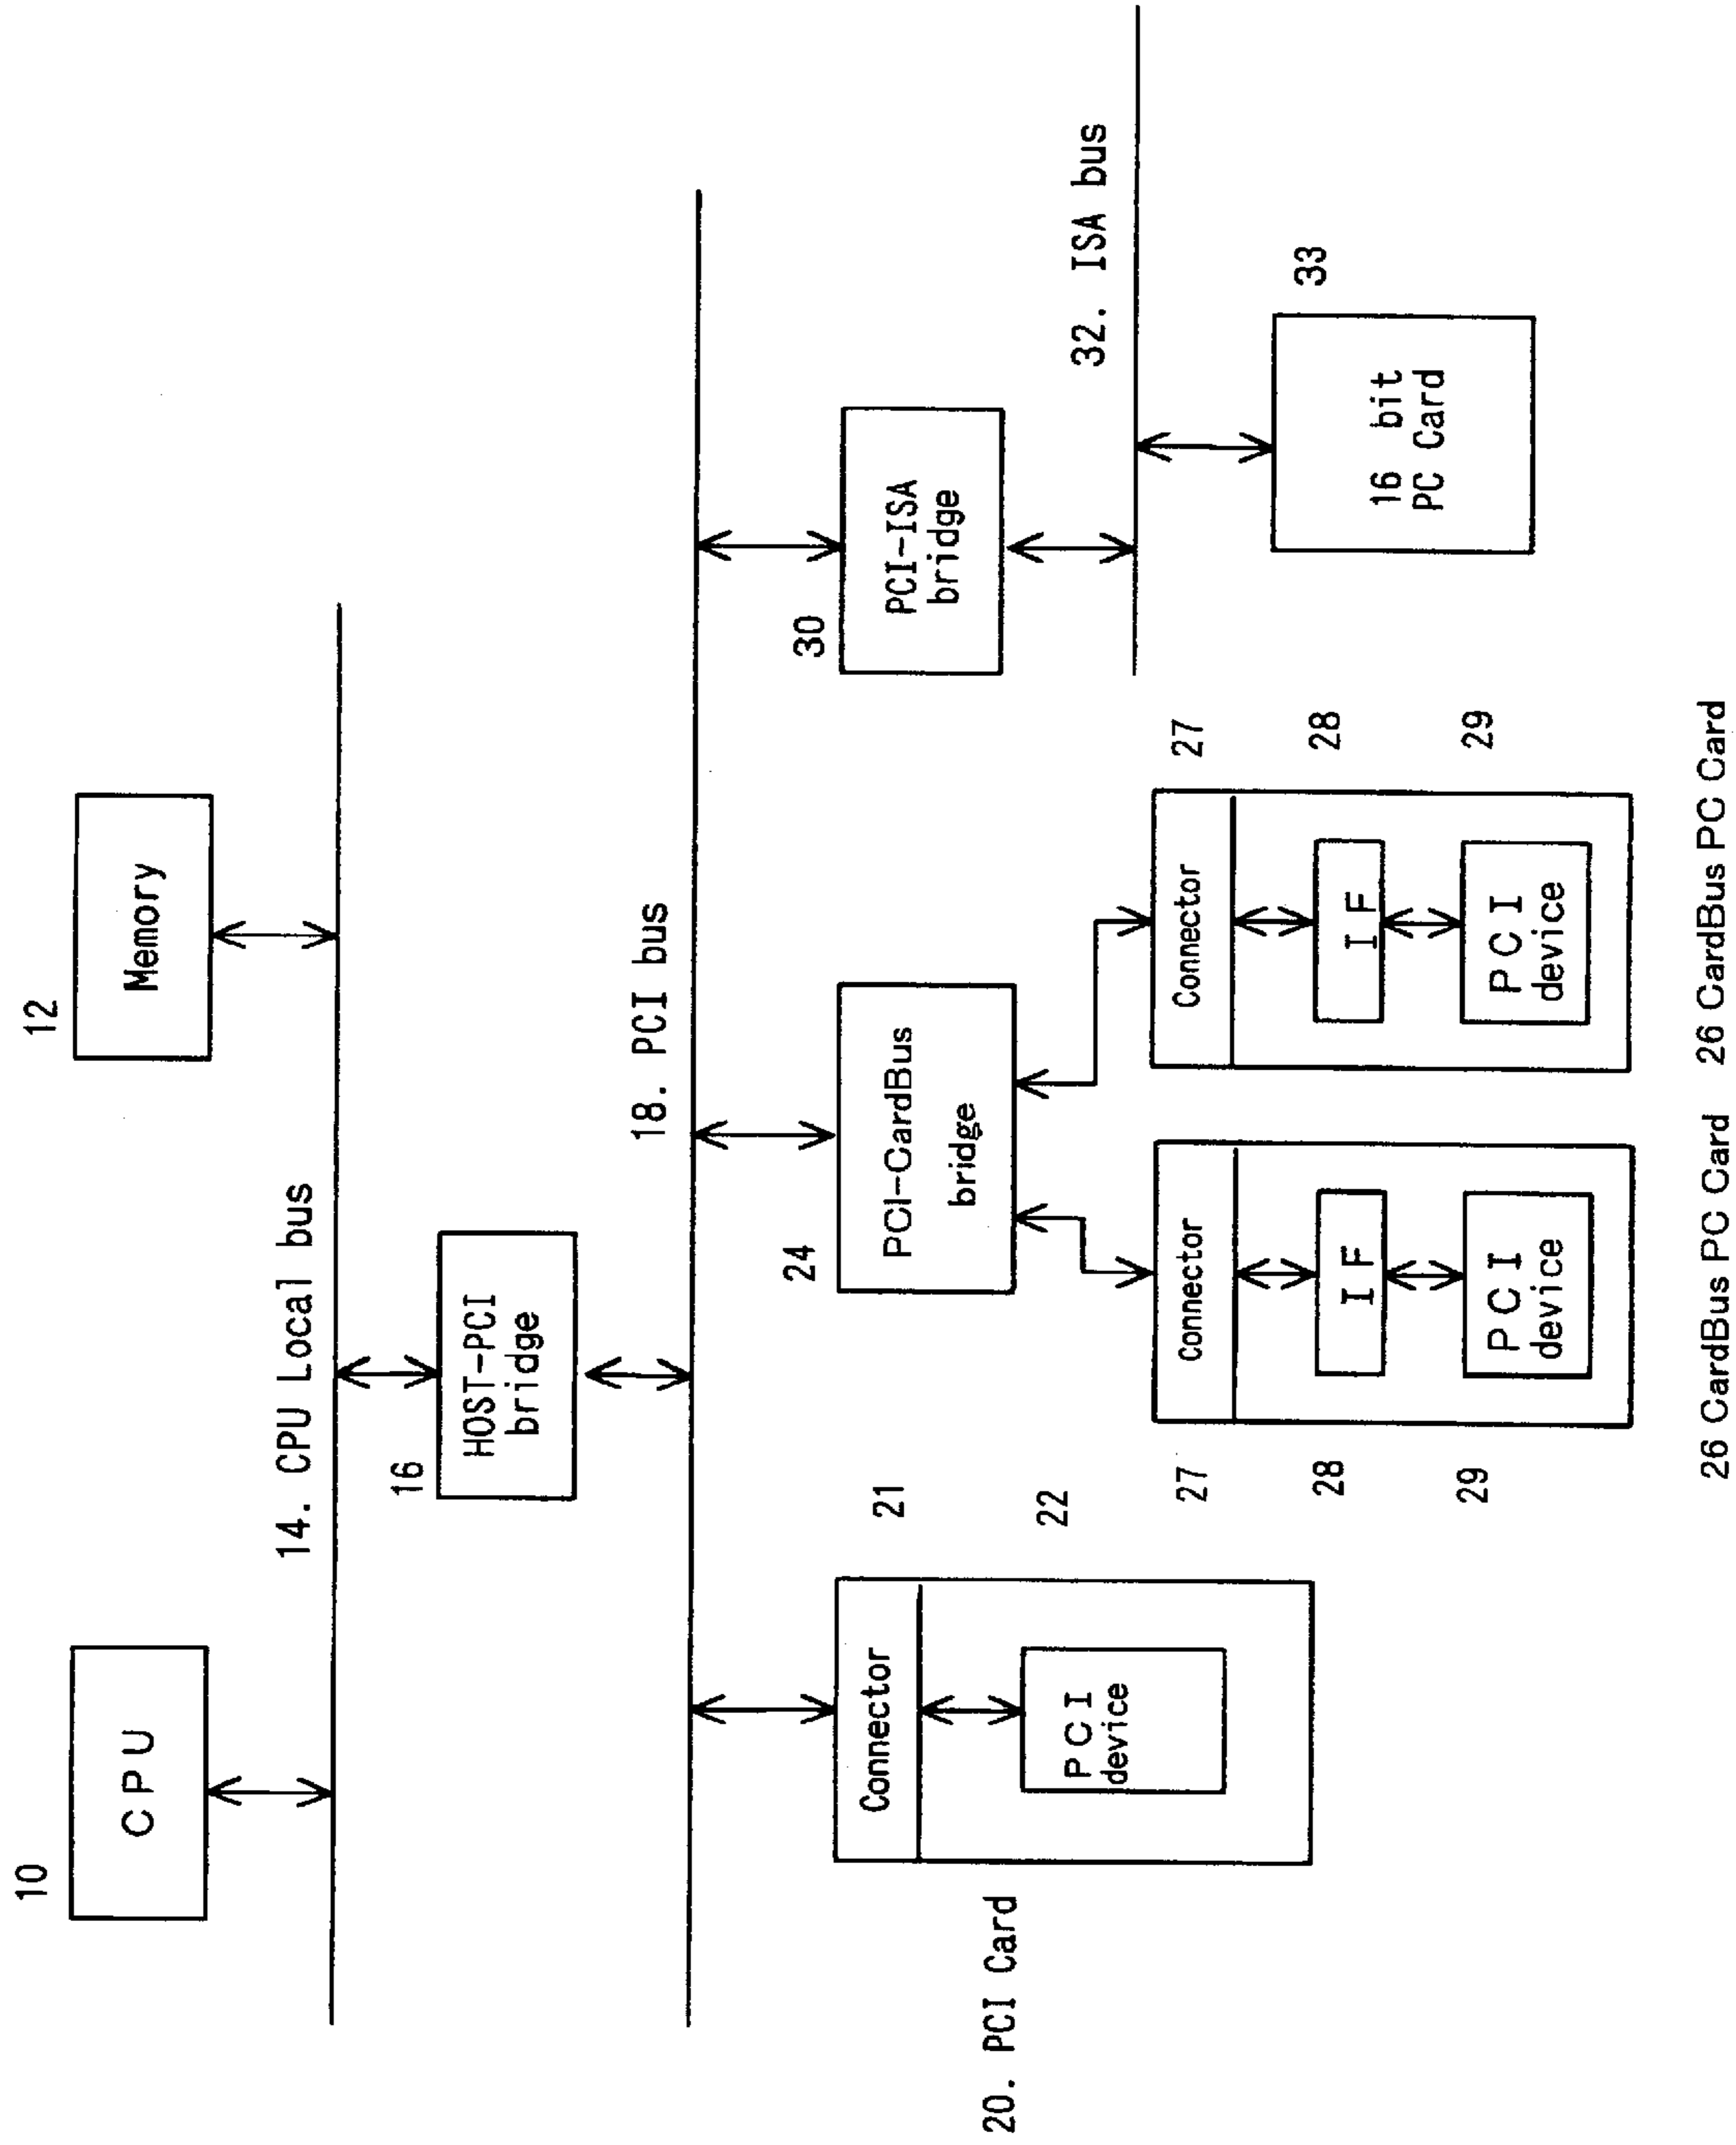 10
CPU
12
Memory
14. CPU Local bus
16
HOST-PCI
bridge
18. PCI bus
20. PCI Card
Connector
21
PCI
device
22
24
PCI-CardBus
bridge
30
PCI-ISA
bridge
32. ISA bus
27
Connector
Connector
27
28
IF
IF
28
29
PCI
device
PCI
device
29
16 bit
PC Card
33
26 CardBus PC Card
26 CardBus PC Card